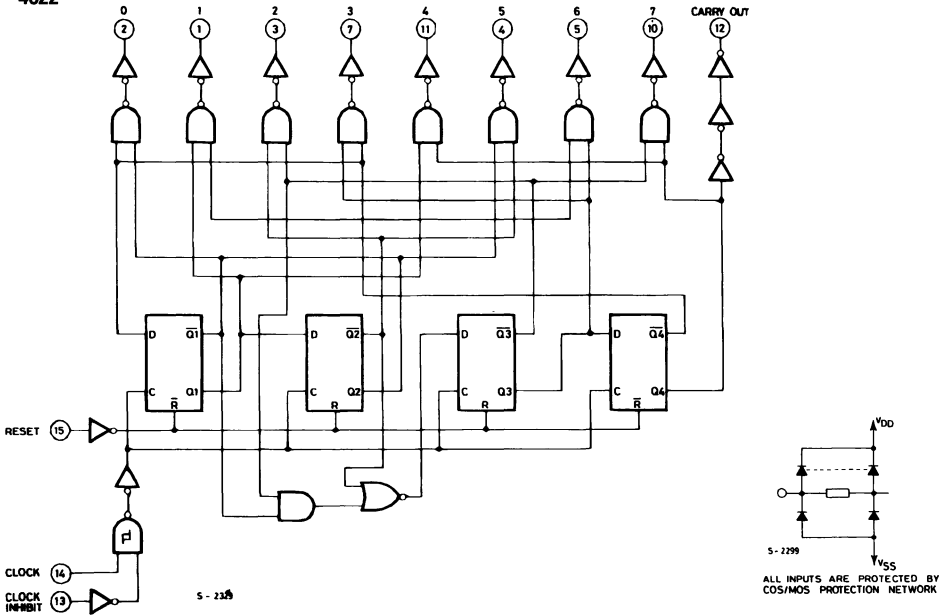 4022
0 1 2 3 4 5 6 7 CARRY OUT
2 1 3 7 11 4 5 10 12
D Q1 D Q2 D Q3 D Q4
C Q1 C Q2 C Q3 C Q4
R R R R
RESET 15
CLOCK 14
CLOCK INHIBIT 13
VDD
S-2299
VSS
ALL INPUTS ARE PROTECTED BY
COS/MOS PROTECTION NETWORK